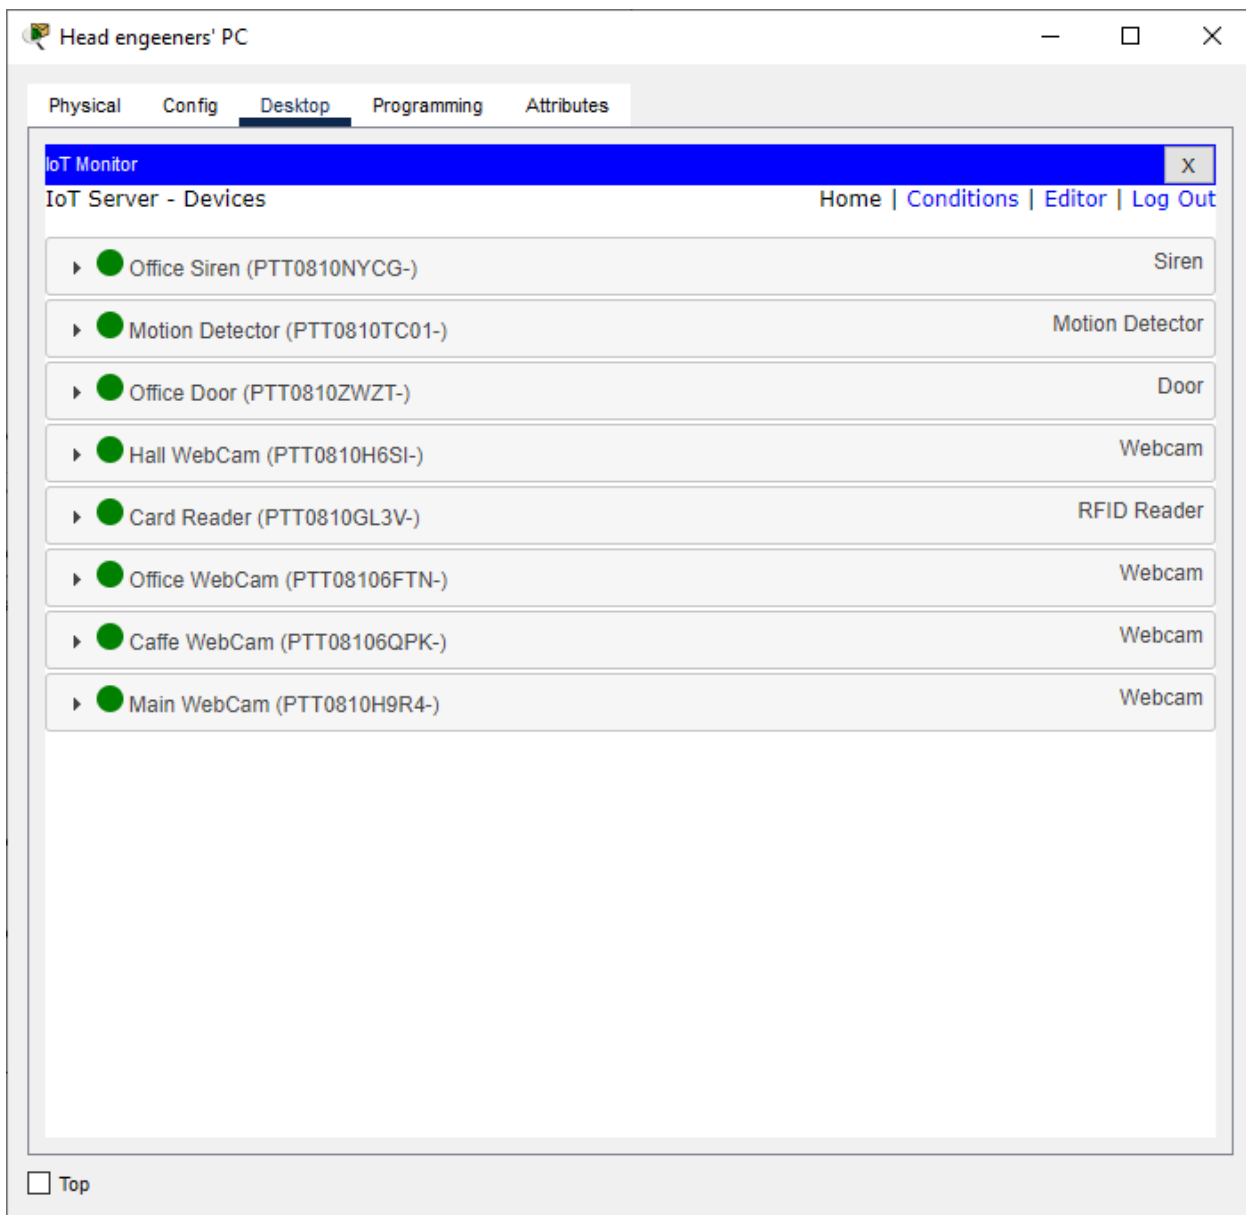 Head engeeners' PC
Physical Config Desktop Programming Attributes
IoT Monitor X
IoT Server - Devices Home | Conditions | Editor | Log Out
Office Siren (PTT0810NYCG-) Siren
Motion Detector (PTT0810TC01-) Motion Detector
Office Door (PTT0810ZWZT-) Door
Hall WebCam (PTT0810H6SI-) Webcam
Card Reader (PTT0810GL3V-) RFID Reader
Office WebCam (PTT08106FTN-) Webcam
Caffe WebCam (PTT08106QPK-) Webcam
Main WebCam (PTT0810H9R4-) Webcam
Top